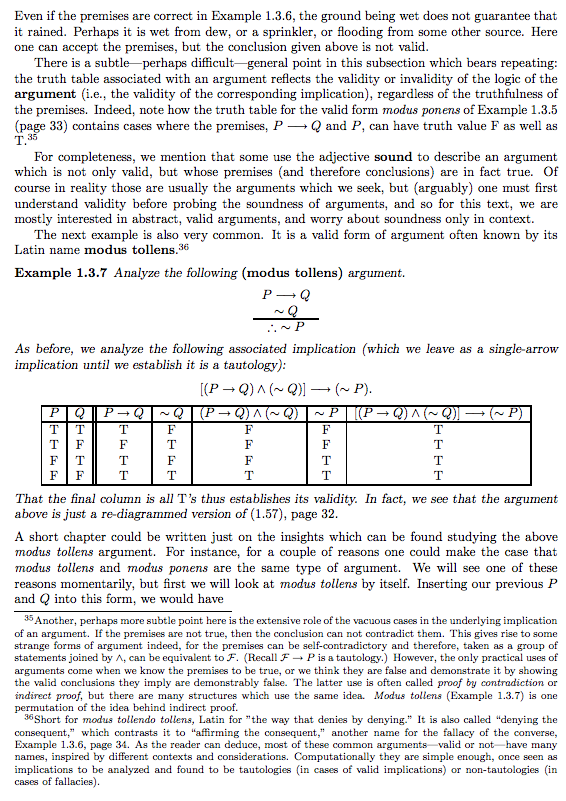 Even if the premises are correct in Example 1.3.6, the ground being wet does not guarantee that
it rained. Perhaps it is wet from dew, or a sprinkler, or flooding from some other source. Here
one can accept the premises, but the conclusion given above is not valid.
There is a subtle—perhaps difficult—general point in this subsection which bears repeating:
the truth table associated with an argument reflects the validity or invalidity of the logic of the
argument (i.e., the validity of the corresponding implication), regardless of the truthfulness of
the premises. Indeed, note how the truth table for the valid form modus ponens of Example 1.3.5
(page 33) contains cases where the premises, P ⟶ Q and P, can have truth value F as well as
T.³⁵
For completeness, we mention that some use the adjective sound to describe an argument
which is not only valid, but whose premises (and therefore conclusions) are in fact true. Of
course in reality those are usually the arguments which we seek, but (arguably) one must first
understand validity before probing the soundness of arguments, and so for this text, we are
mostly interested in abstract, valid arguments, and worry about soundness only in context.
The next example is also very common. It is a valid form of argument often known by its
Latin name modus tollens.³⁶
Example 1.3.7 Analyze the following (modus tollens) argument.
P ⟶ Q
∼ Q
∴ ∼ P
As before, we analyze the following associated implication (which we leave as a single-arrow
implication until we establish it is a tautology):
[(P → Q) ∧ (∼ Q)] ⟶ (∼ P).
P Q P → Q ∼ Q (P → Q) ∧ (∼ Q) ∼ P [(P → Q) ∧ (∼ Q)] ⟶ (∼ P)
T T T F F F T
T F F T F F T
F T T F F T T
F F T T T T T
That the final column is all T's thus establishes its validity. In fact, we see that the argument
above is just a re-diagrammed version of (1.57), page 32.
A short chapter could be written just on the insights which can be found studying the above
modus tollens argument. For instance, for a couple of reasons one could make the case that
modus tollens and modus ponens are the same type of argument. We will see one of these
reasons momentarily, but first we will look at modus tollens by itself. Inserting our previous P
and Q into this form, we would have
³⁵Another, perhaps more subtle point here is the extensive role of the vacuous cases in the underlying implication
of an argument. If the premises are not true, then the conclusion can not contradict them. This gives rise to some
strange forms of argument indeed, for the premises can be self-contradictory and therefore, taken as a group of
statements joined by ∧, can be equivalent to ℱ. (Recall ℱ → P is a tautology.) However, the only practical uses of
arguments come when we know the premises to be true, or we think they are false and demonstrate it by showing
the valid conclusions they imply are demonstrably false. The latter use is often called proof by contradiction or
indirect proof, but there are many structures which use the same idea. Modus tollens (Example 1.3.7) is one
permutation of the idea behind indirect proof.
³⁶Short for modus tollendo tollens, Latin for "the way that denies by denying." It is also called "denying the
consequent," which contrasts it to "affirming the consequent," another name for the fallacy of the converse,
Example 1.3.6, page 34. As the reader can deduce, most of these common arguments—valid or not—have many
names, inspired by different contexts and considerations. Computationally they are simple enough, once seen as
implications to be analyzed and found to be tautologies (in cases of valid implications) or non-tautologies (in
cases of fallacies).